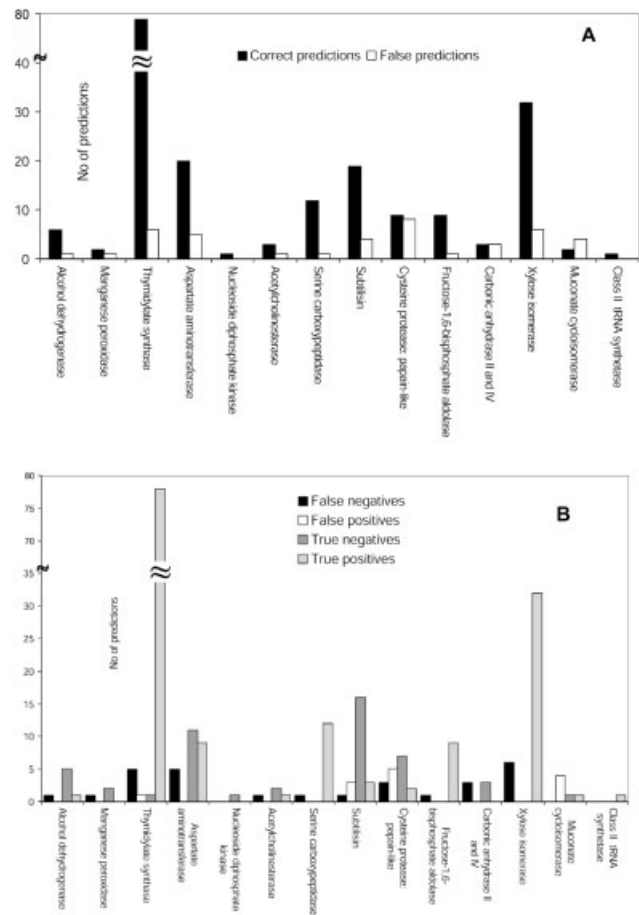 80
A
Correct predictions False predictions
40
30
20
10
0
No of predictions
Alcohol dehydrogenase
Manganese peroxidase
Thymidylate synthase
Aspartate aminotransferase
Nucleoside diphosphate kinase
Acetylcholinesterase
Serine carboxypeptidase
Subtilisin
Cysteine protease: papain-like
Fructose-1,6-bisphosphate aldolase
Carbonic anhydrase II and IV
Xylose isomerase
Muconate cycloisomerase
Class II tRNA synthetase
B
False negatives
False positives
True negatives
True positives
80
75
70
35
30
25
20
15
10
5
0
No of predictions
Alcohol dehydrogenase
Manganese peroxidase
Thymidylate synthase
Aspartate
aminotransferase
Nucleoside diphosphate
kinase
Acetylcholinesterase
Serine carboxypeptidase
Subtilisin
Cysteine protease:
papain-like
Fructose-1,6-
bisphosphate aldolase
Carbonic anhydrase II
and IV
Xylose isomerase
Muconate
cycloisomerase
Class II tRNA
synthetase